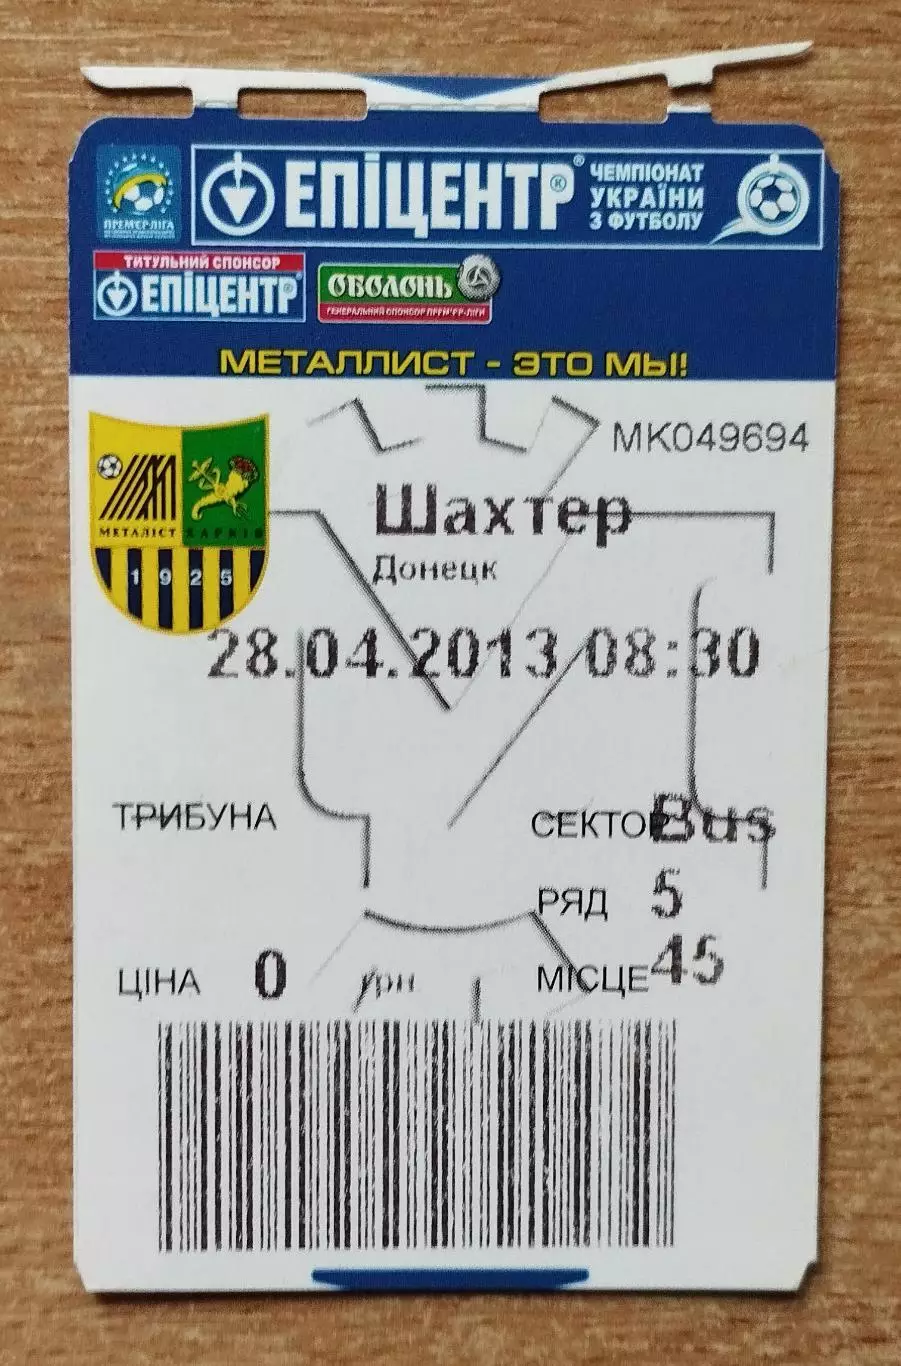 ПРЕМ'ЄР-ЛІГА
ЕПІЦЕНТР®
ЧЕМПІОНАТ
УКРАЇНИ
З ФУТБОЛУ
ТИТУЛЬНИЙ СПОНСОР
ЕПІЦЕНТР
ОБОЛОНЬ
ГЕНЕРАЛЬНИЙ СПОНСОР ПРЕМ'ЄР-ЛІГИ
МЕТАЛЛИСТ - ЭТО МЫ!
МК049694
МЕТАЛІСТ ХАРКІВ
1925
Шахтер
Донецк
28.04.2013 08:30
ТРИБУНА
СЕКТОР Bus
РЯД 5
ЦІНА 0 грн
МІСЦЕ 45